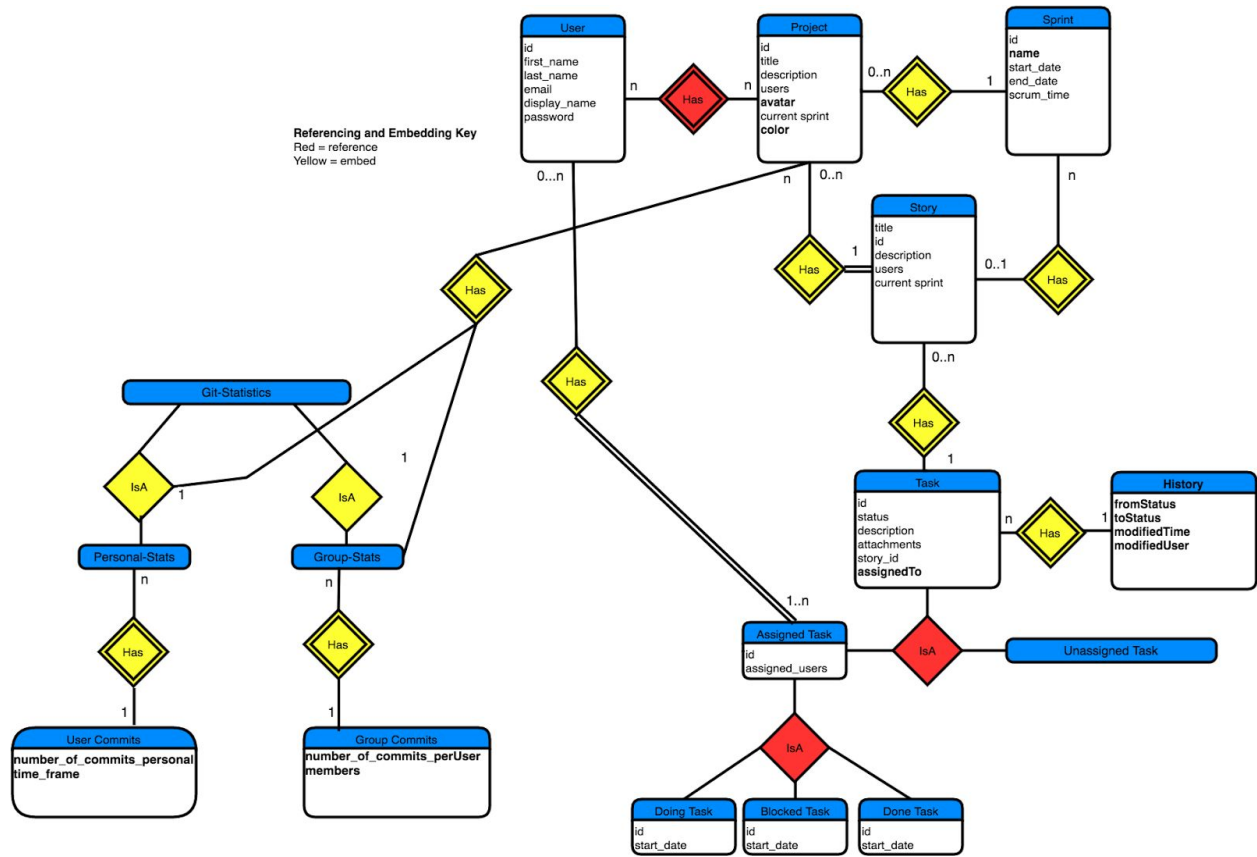 User
id
first_name
last_name
email
display_name
password
Project
id
title
description
users
avatar
current sprint
color
Sprint
id
name
start_date
end_date
scrum_time
n
Has
n
0..n
Has
1
Referencing and Embedding Key
Red = reference
Yellow = embed
0...n
n
0..n
n
Story
title
id
description
users
current sprint
Has
1
0..1
Has
Has
0..n
Has
Git-Statistics
Has
1
1
IsA
1
IsA
Task
id
status
description
attachments
story_id
assignedTo
n
Has
1
History
fromStatus
toStatus
modifiedTime
modifiedUser
Personal-Stats
Group-Stats
n
n
Has
Has
1..n
Assigned Task
id
assigned_users
IsA
Unassigned Task
1
1
User Commits
number_of_commits_personal
time_frame
Group Commits
number_of_commits_perUser
members
IsA
Doing Task
id
start_date
Blocked Task
id
start_date
Done Task
id
start_date